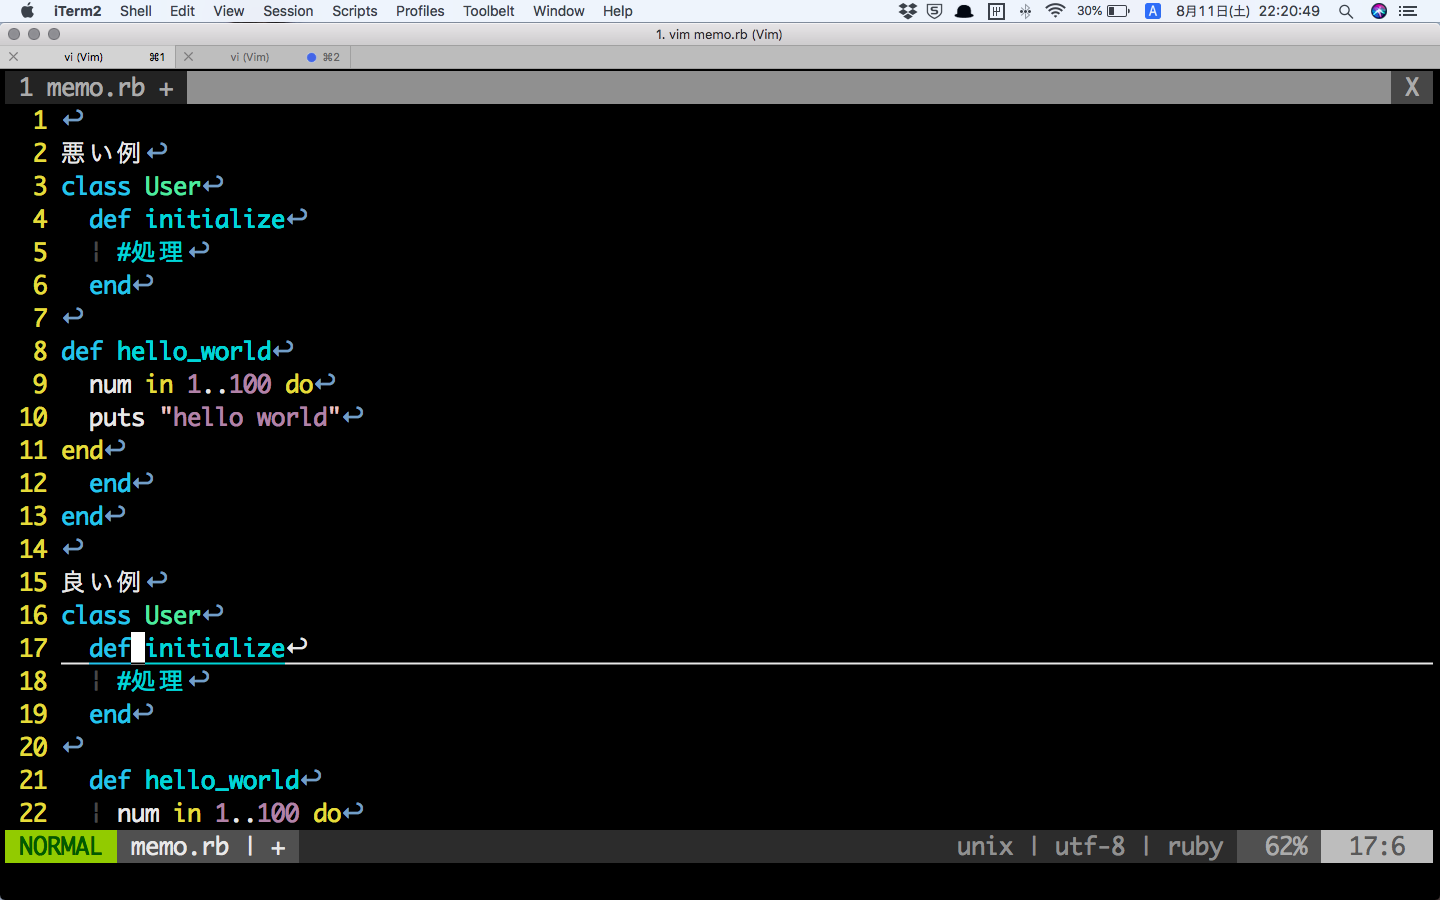 iTerm2 Shell Edit View Session Scripts Profiles Toolbelt Window Help 30% A 8月11日(土) 22:20:49
1. vim memo.rb (Vim)
vi (Vim) ⌘1 vi (Vim) ⌘2
1 memo.rb + X
1
2 悪い例
3 class User
4 def initialize
5 ¦ #処理
6 end
7
8 def hello_world
9 num in 1..100 do
10 puts "hello world"
11 end
12 end
13 end
14
15 良い例
16 class User
17 def initialize
18 ¦ #処理
19 end
20
21 def hello_world
22 ¦ num in 1..100 do
NORMAL memo.rb | + unix | utf-8 | ruby 62% 17:6